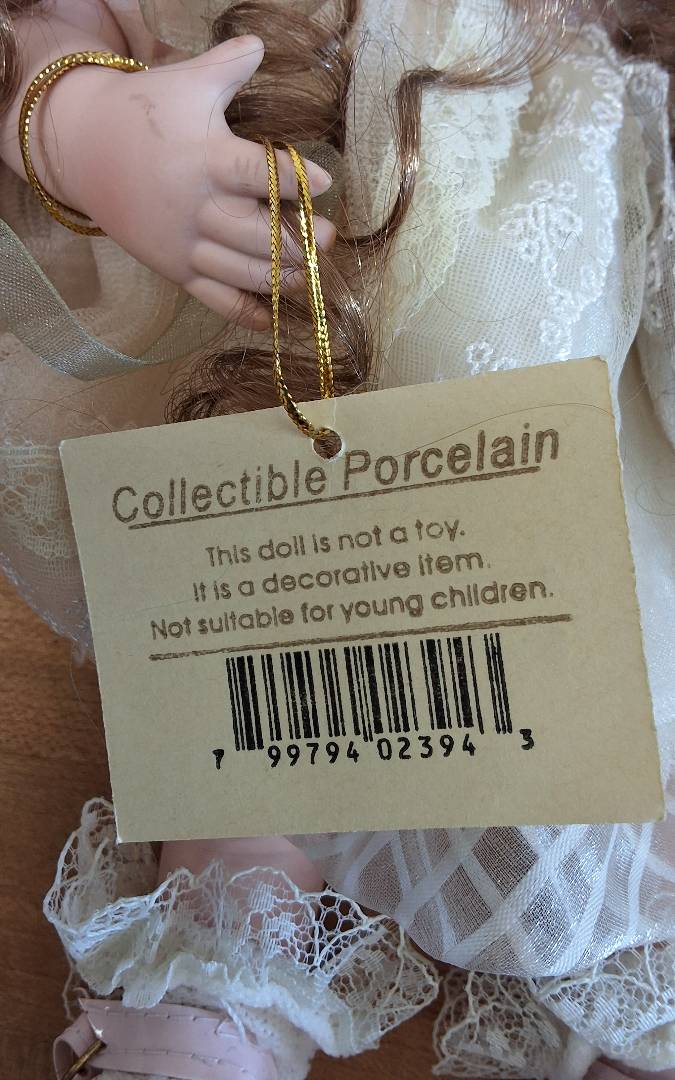 Collectible Porcelain
This doll is not a toy.
It is a decorative item.
Not suitable for young children.
7 99794 02394 3